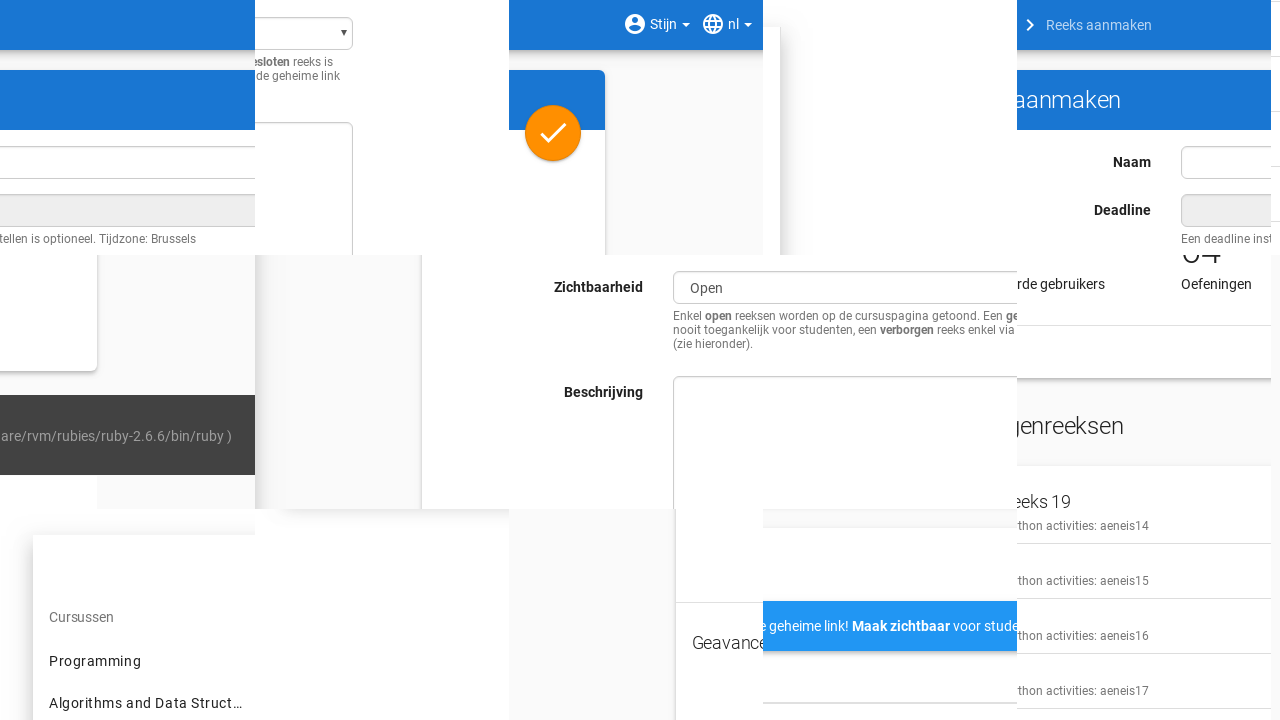 esloten reeks is
de geheime link
Stijn
nl
Reeks aanmaken
aanmaken
Naam
Deadline
tellen is optioneel. Tijdzone: Brussels
Een deadline inst
rde gebruikers
Oefeningen
Zichtbaarheid
Open
Enkel open reeksen worden op de cursuspagina getoond. Een ge
nooit toegankelijk voor studenten, een verborgen reeks enkel via
(zie hieronder).
Beschrijving
are/rvm/rubies/ruby-2.6.6/bin/ruby )
genreeksen
eeks 19
thon activities: aeneis14
thon activities: aeneis15
thon activities: aeneis16
thon activities: aeneis17
Cursussen
Programming
Algorithms and Data Struct…
e geheime link! Maak zichtbaar voor stude
Geavance